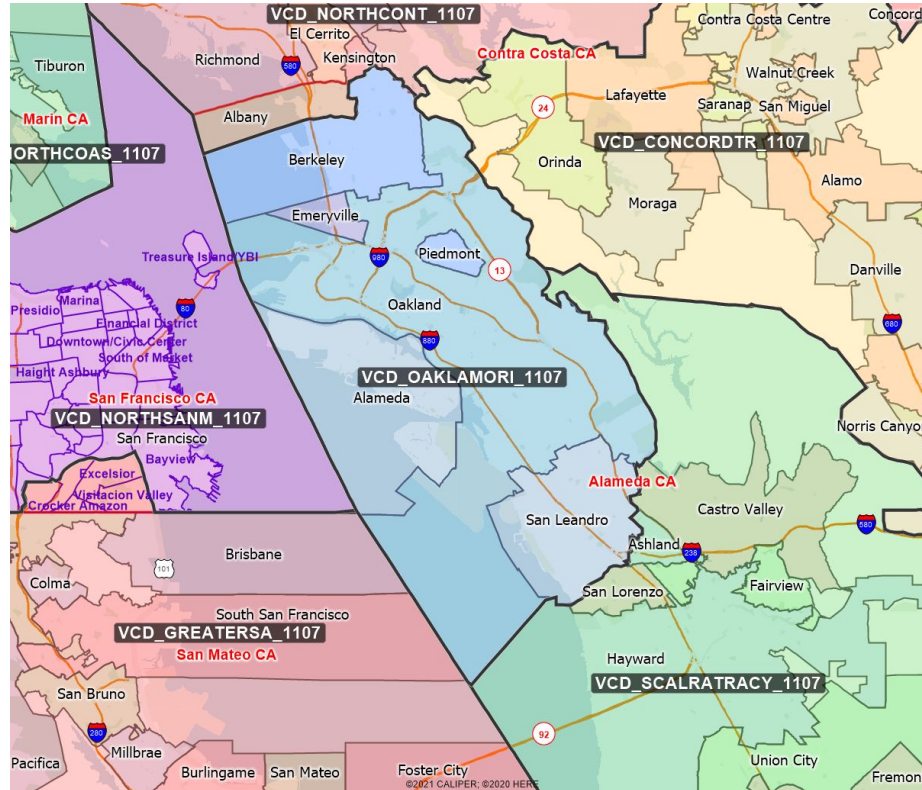 VCD_NORTHCONT_1107
El Cerrito
Richmond
580
Kensington
Contra Costa CA
Contra Costa Centre
Concord
Tiburon
Walnut Creek
Lafayette
24
Saranap
San Miguel
Marin CA
Albany
ORTHCOAS_1107
VCD_CONCORDTR_1107
Berkeley
Orinda
Alamo
Moraga
Emeryville
Treasure Island/YBI
980
Piedmont
13
Danville
Presidio
Marina
80
Oakland
Financial District
680
Downtown/Civic Center
880
South of Market
Haight Ashbury
VCD_OAKLAMORI_1107
San Francisco CA
Alameda
VCD_NORTHSANM_1107
San Francisco
Norris Canyo
Bayview
Excelsior
Alameda CA
Visitacion Valley
Crocker Amazon
Castro Valley
San Leandro
580
Brisbane
Ashland
238
101
Colma
San Lorenzo
Fairview
South San Francisco
VCD_GREATERSA_1107
San Mateo CA
Hayward
VCD_SCALRATRACY_1107
San Bruno
280
92
Millbrae
Pacifica
Union City
Burlingame
San Mateo
Foster City
Fremon
©2021 CALIPER; ©2020 HERE